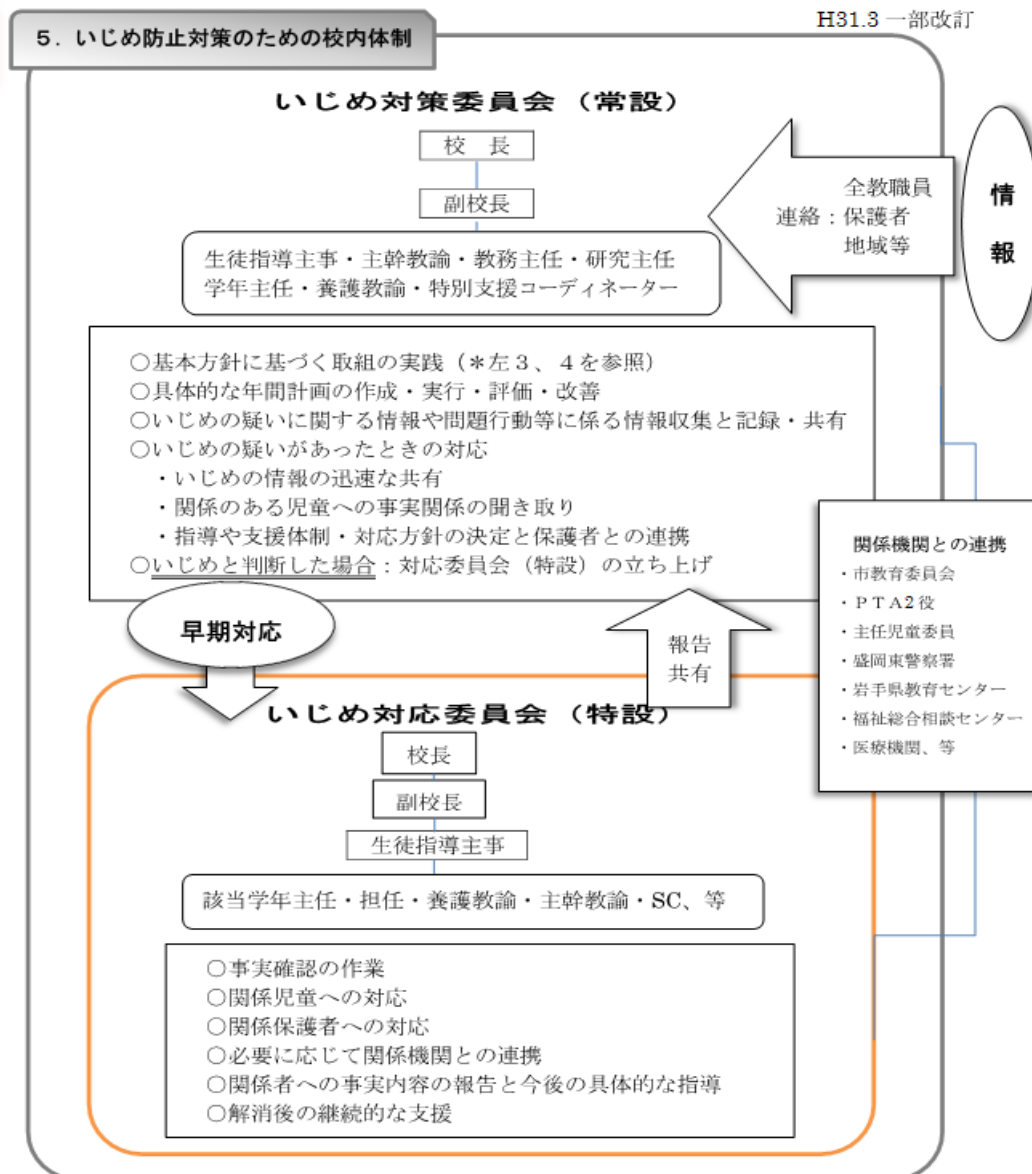 H31.3 一部改訂
5．いじめ防止対策のための校内体制
いじめ対策委員会（常設）
校　長
副校長
生徒指導主事・主幹教諭・教務主任・研究主任
学年主任・養護教諭・特別支援コーディネーター
全教職員
連絡：保護者
地域等
情
報
○基本方針に基づく取組の実践（＊左３、４を参照）
○具体的な年間計画の作成・実行・評価・改善
○いじめの疑いに関する情報や問題行動等に係る情報収集と記録・共有
○いじめの疑いがあったときの対応
・いじめの情報の迅速な共有
・関係のある児童への事実関係の聞き取り
・指導や支援体制・対応方針の決定と保護者との連携
○いじめと判断した場合：対応委員会（特設）の立ち上げ
早期対応
報告
共有
関係機関との連携
・市教育委員会
・ＰＴＡ2役
・主任児童委員
・盛岡東警察署
・岩手県教育センター
・福祉総合相談センター
・医療機関、等
いじめ対応委員会（特設）
校長
副校長
生徒指導主事
該当学年主任・担任・養護教諭・主幹教諭・SC、等
○事実確認の作業
○関係児童への対応
○関係保護者への対応
○必要に応じて関係機関との連携
○関係者への事実内容の報告と今後の具体的な指導
○解消後の継続的な支援